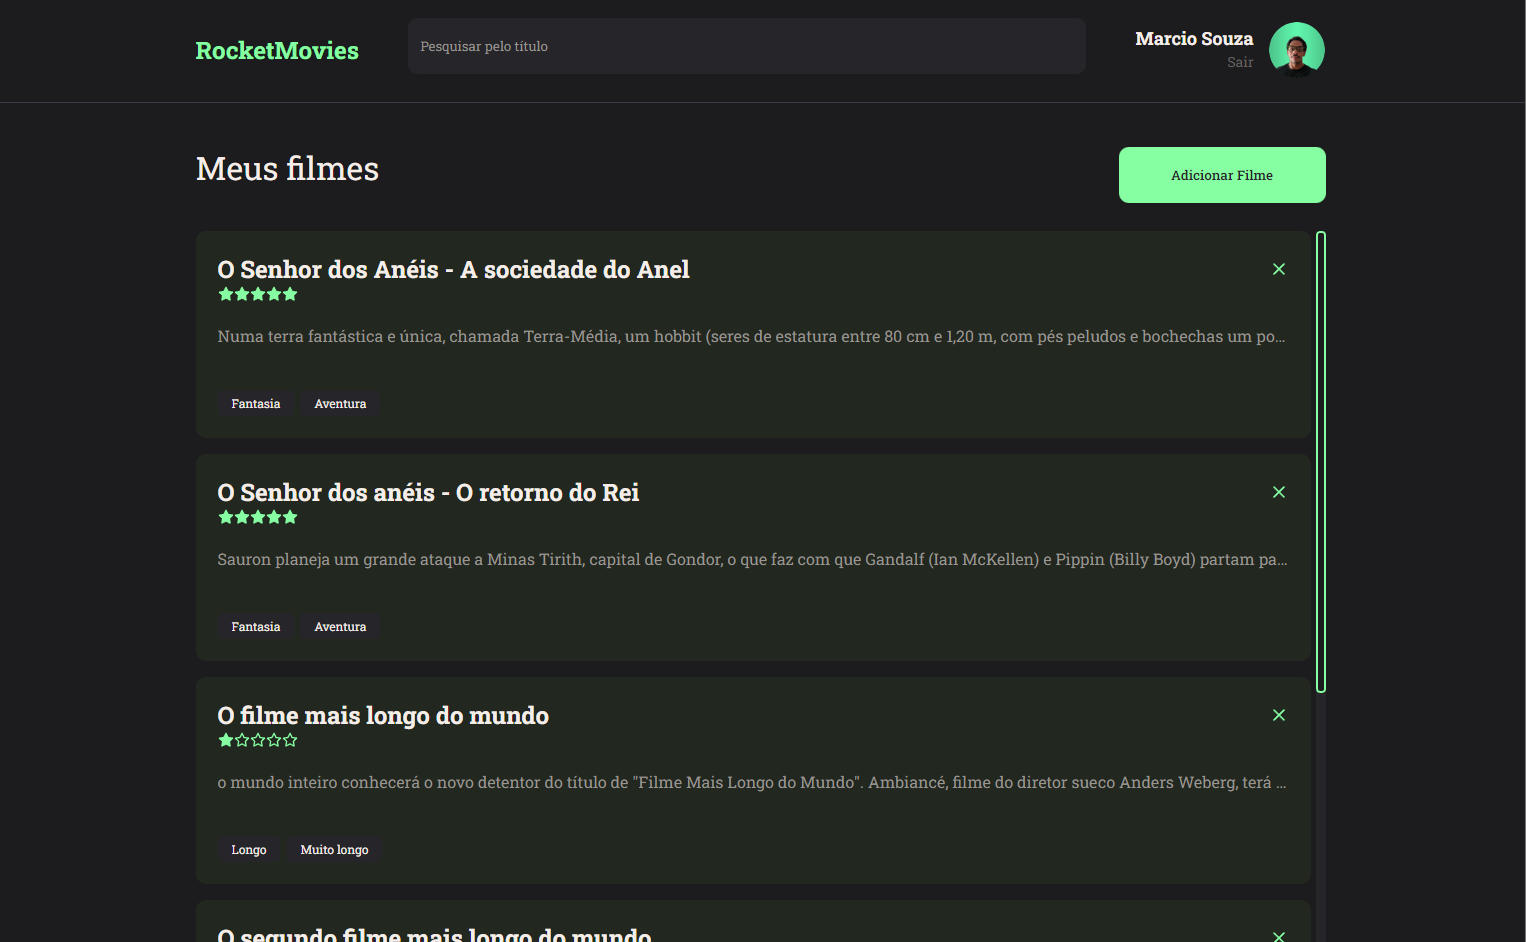 RocketMovies
Pesquisar pelo título
Marcio Souza
Sair
Meus filmes
Adicionar Filme
O Senhor dos Anéis - A sociedade do Anel
Numa terra fantástica e única, chamada Terra-Média, um hobbit (seres de estatura entre 80 cm e 1,20 m, com pés peludos e bochechas um po...
Fantasia
Aventura
O Senhor dos anéis - O retorno do Rei
Sauron planeja um grande ataque a Minas Tirith, capital de Gondor, o que faz com que Gandalf (Ian McKellen) e Pippin (Billy Boyd) partam pa...
Fantasia
Aventura
O filme mais longo do mundo
o mundo inteiro conhecerá o novo detentor do título de "Filme Mais Longo do Mundo". Ambiancé, filme do diretor sueco Anders Weberg, terá ...
Longo
Muito longo
O segundo filme mais longo do mundo